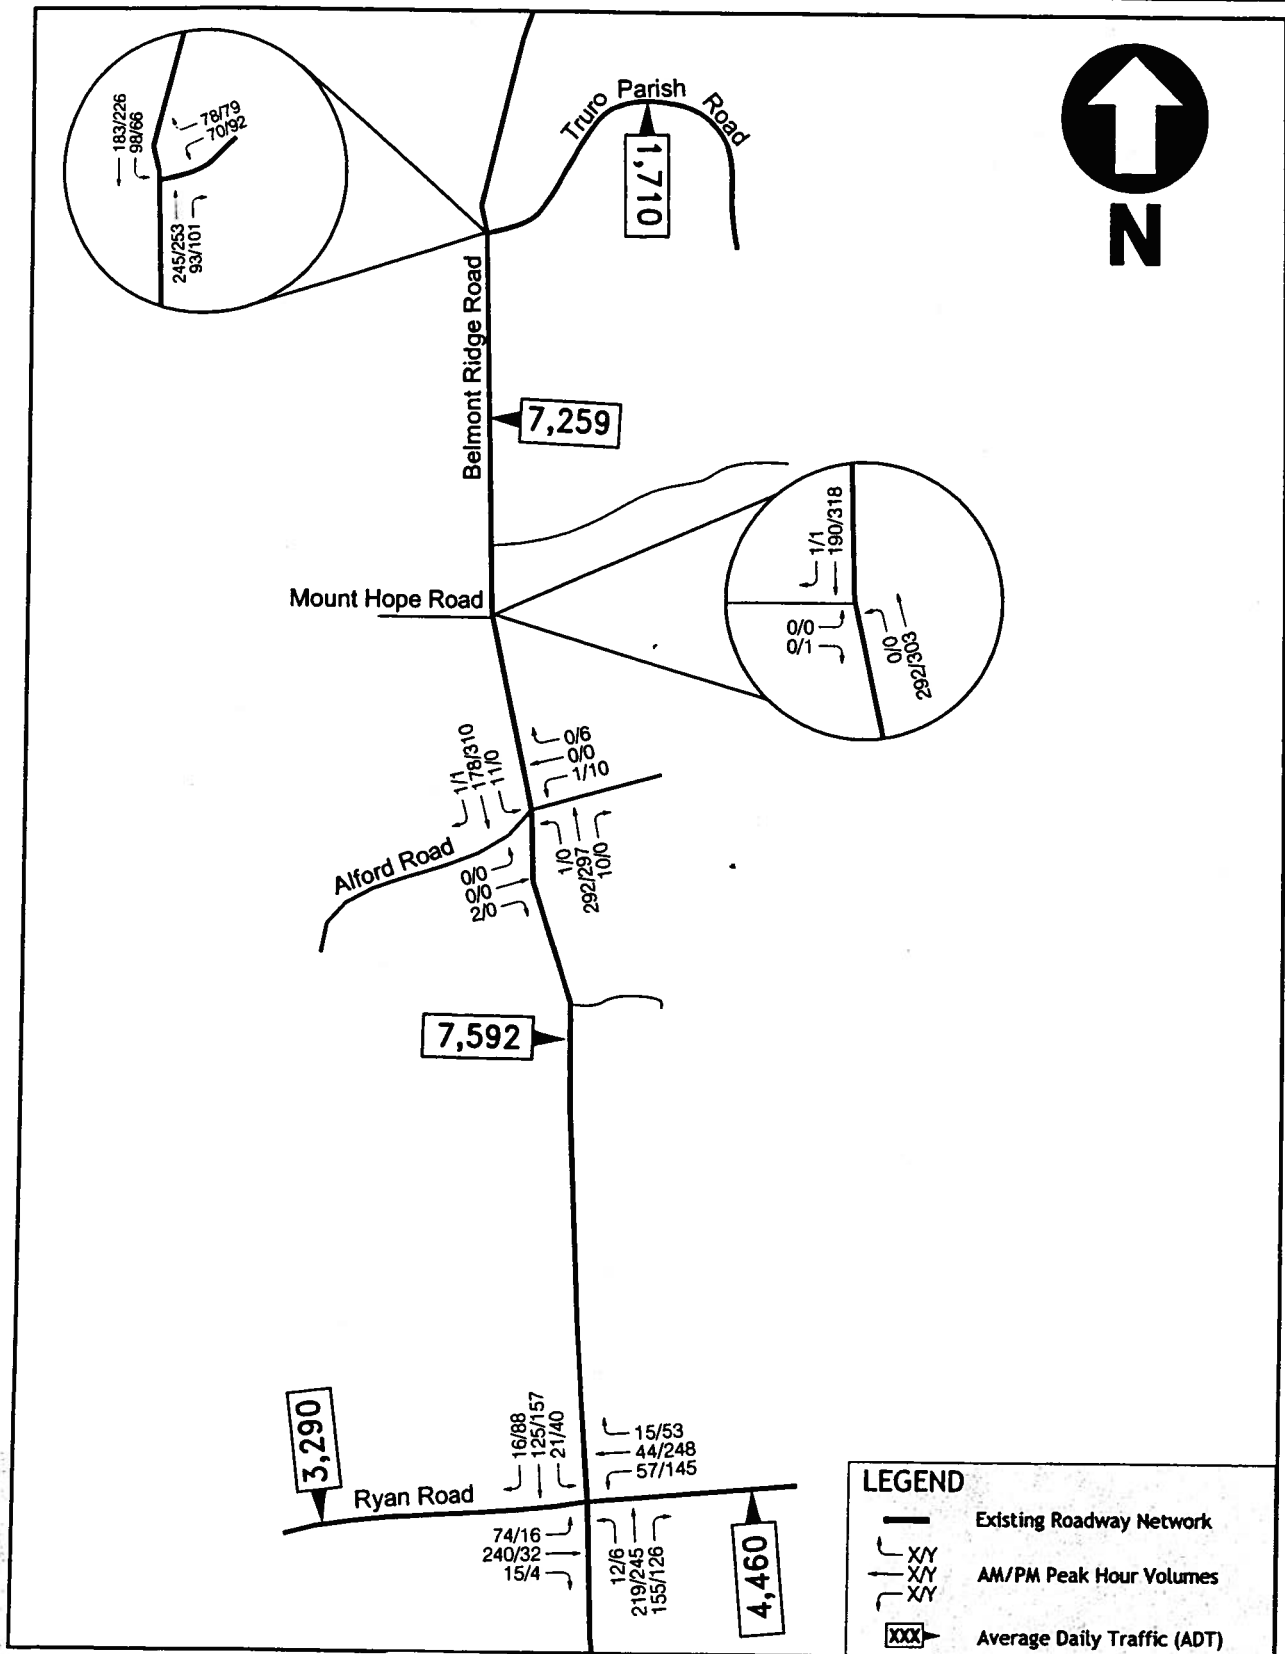 183/226
98/66
78/79
70/92
245/253
93/101
Truro Parish Road
1,710
N
Belmont Ridge Road
7,259
Mount Hope Road
1/1
190/318
0/0
0/1
0/0
292/303
1/1
178/310
11/0
0/6
0/0
1/10
Alford Road
0/0
0/0
2/0
1/0
292/297
10/0
7,592
3,290
Ryan Road
16/88
125/157
21/40
15/53
44/248
57/145
74/16
240/32
15/4
12/6
219/245
155/126
4,460
LEGEND
Existing Roadway Network
X/Y
X/Y
X/Y
AM/PM Peak Hour Volumes
XXX
Average Daily Traffic (ADT)